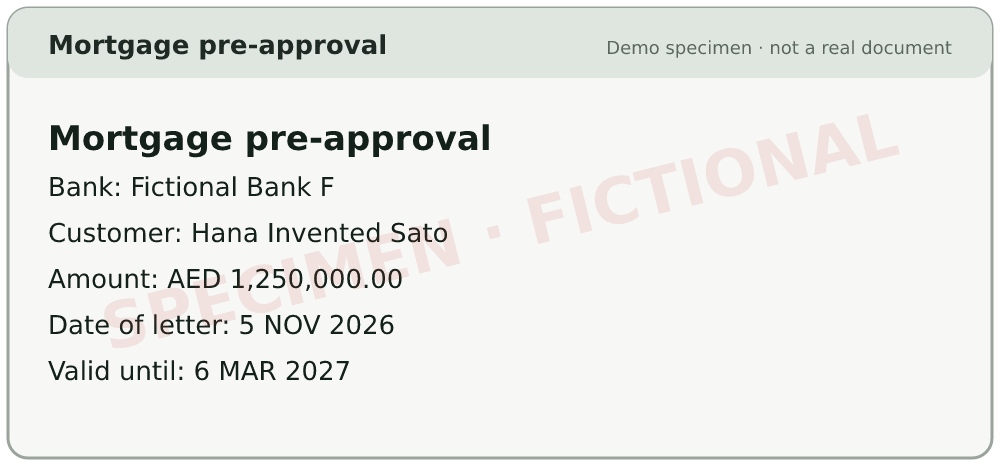 Mortgage pre-approval
Demo specimen · not a real document
Mortgage pre-approval
Bank: Fictional Bank F
Customer: Hana Invented Sato
Amount: AED 1,250,000.00
Date of letter: 5 NOV 2026
Valid until: 6 MAR 2027
SPECIMEN · FICTIONAL